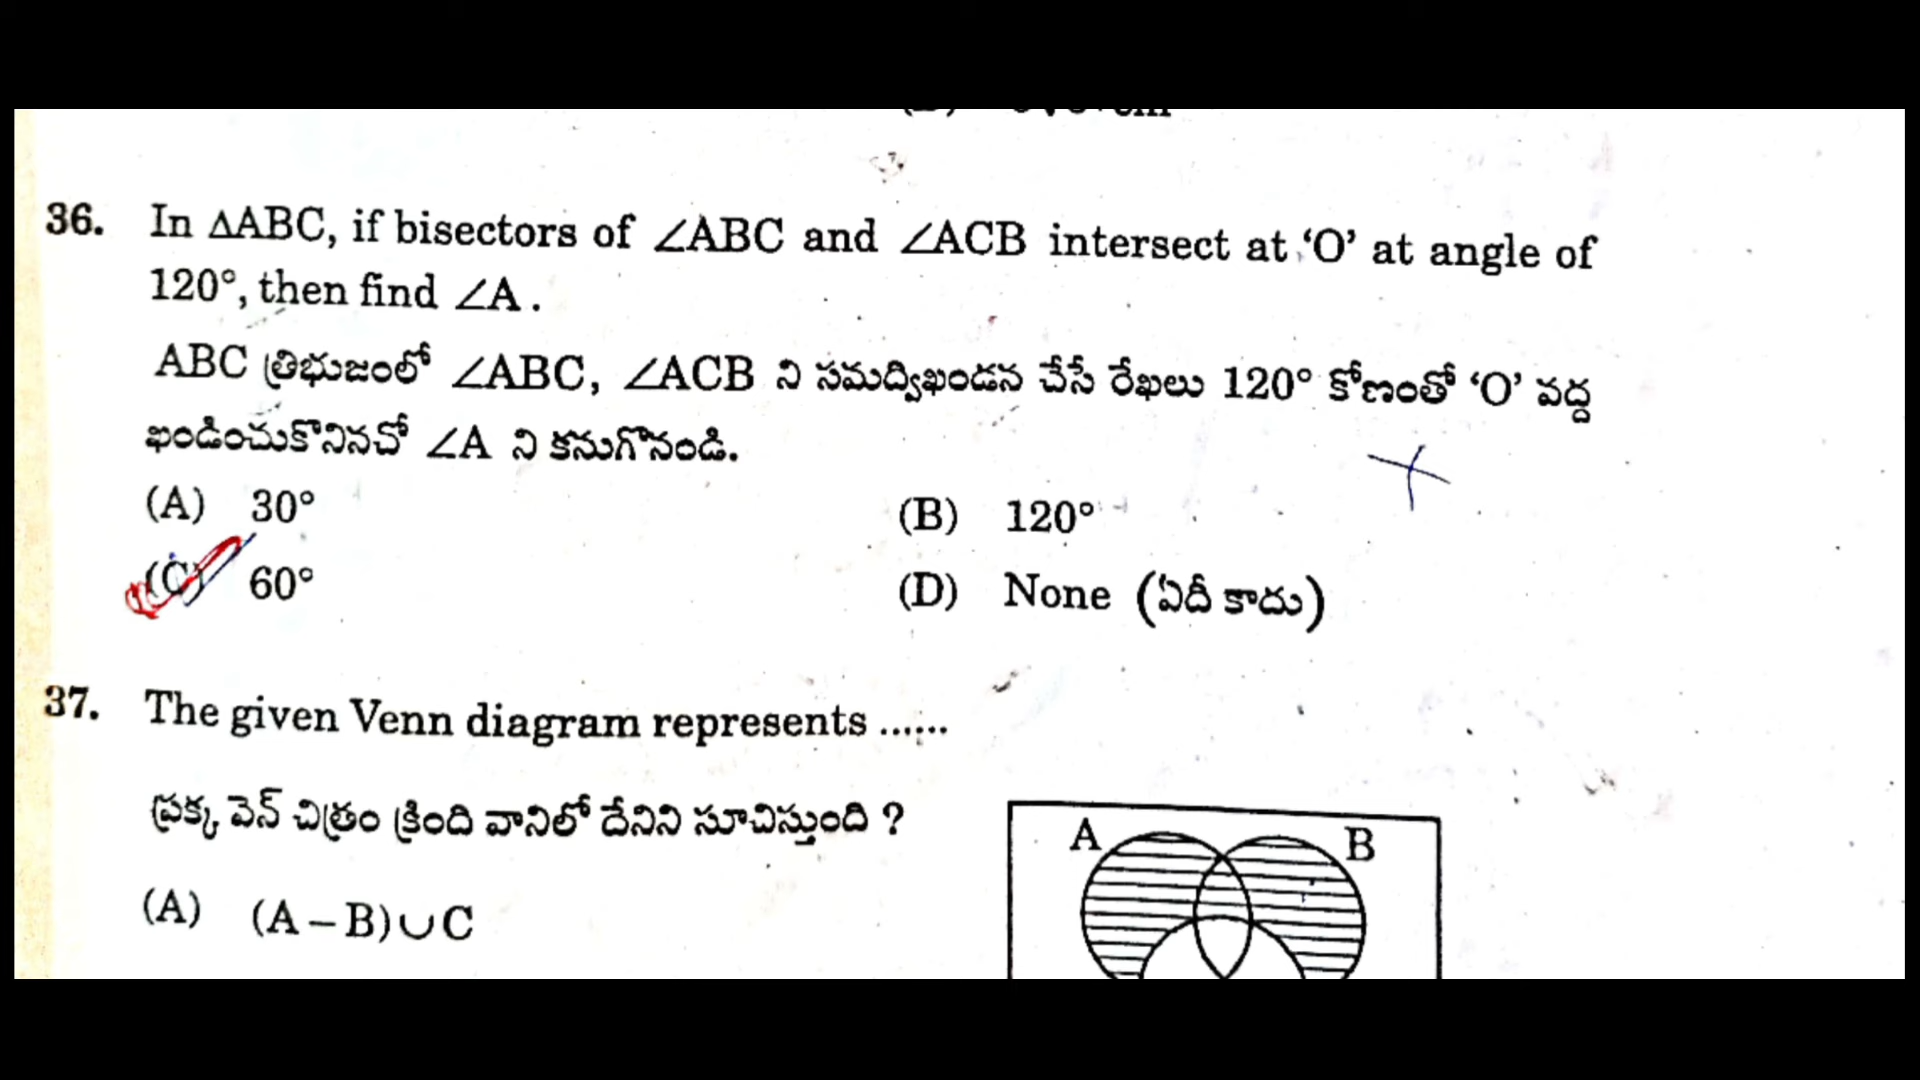 36. In ΔABC, if bisectors of ∠ABC and ∠ACB intersect at ‘O’ at angle of
120°, then find ∠A.
ABC త్రిభుజంలో ∠ABC, ∠ACB ని సమద్విఖండన చేసే రేఖలు 120° కోణంతో ‘O’ వద్ద
ఖండించుకొనినచో ∠A ని కనుగొనండి.
(A) 30° (B) 120°
(C) 60° (D) None (ఏదీ కాదు)
37. The given Venn diagram represents ......
ప్రక్క వెన్ చిత్రం క్రింది వానిలో దేనిని సూచిస్తుంది ?
A B
(A) (A – B) ∪ C